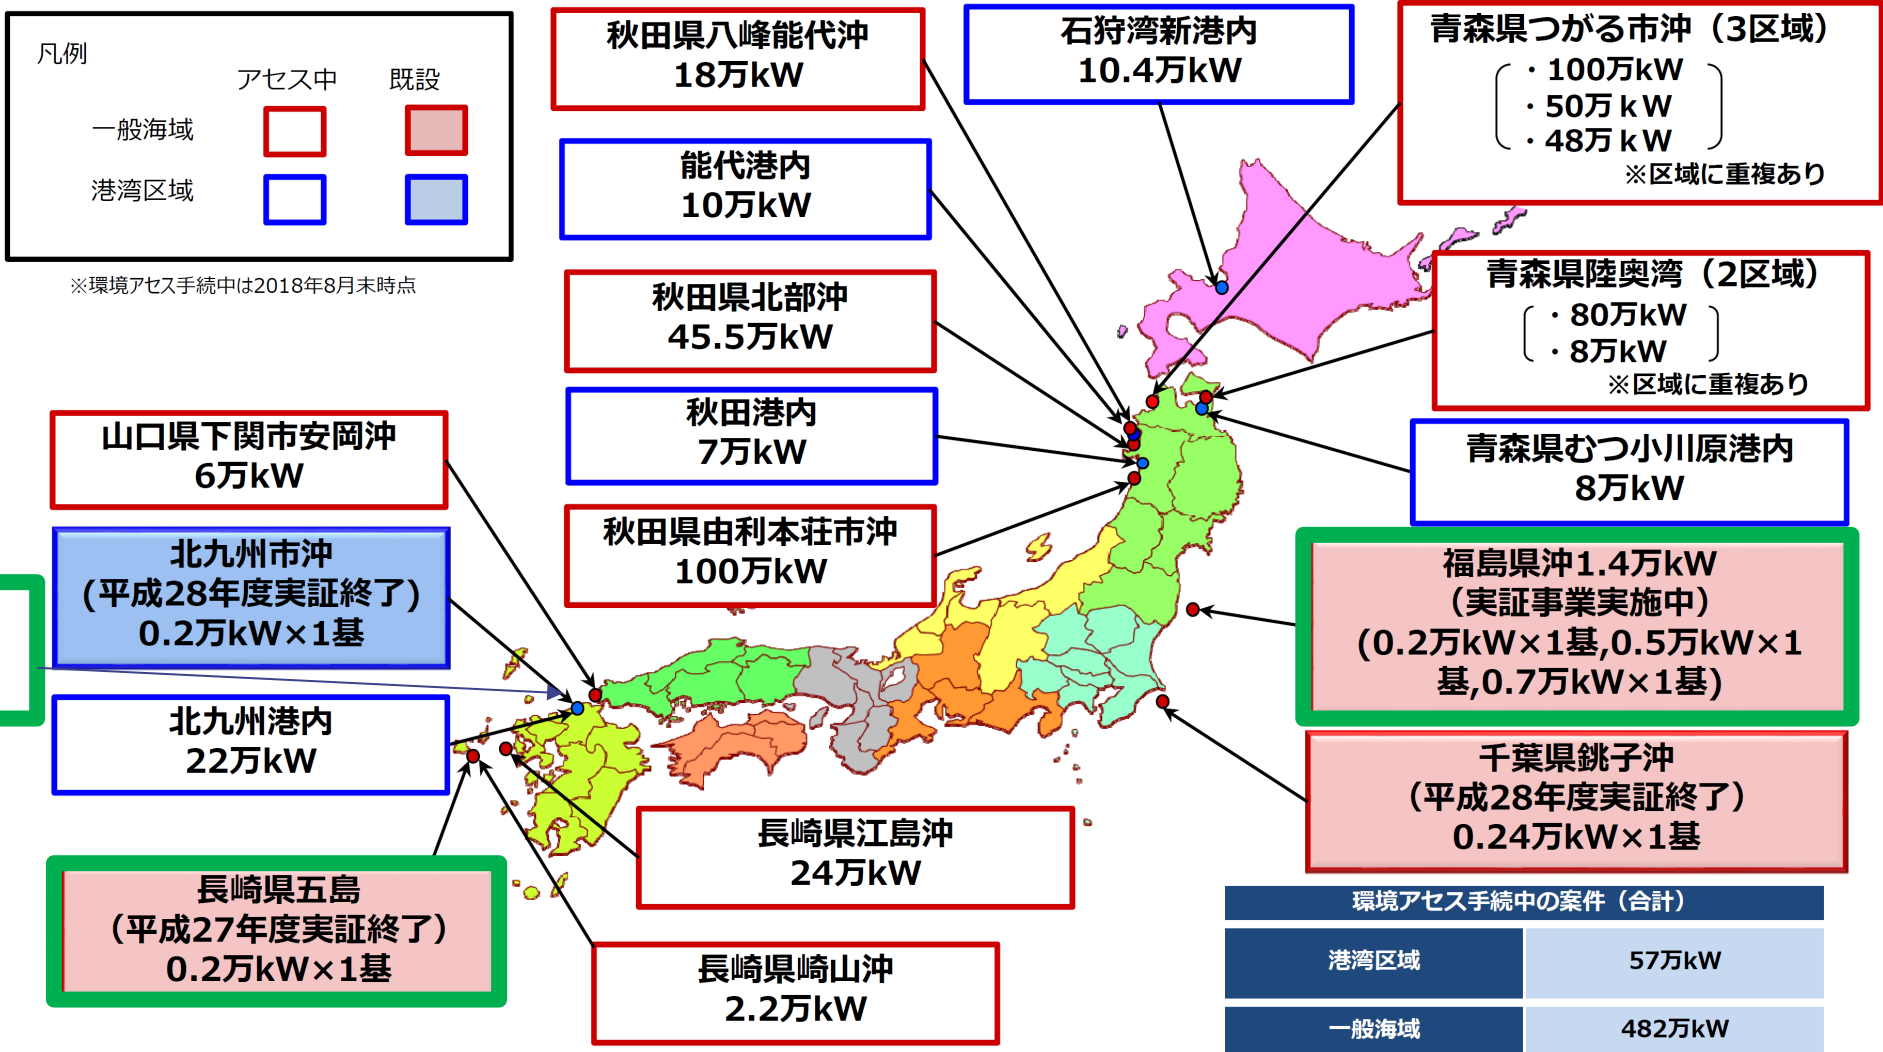 凡例
アセス中
既設
一般海域
港湾区域
※環境アセス手続中は2018年8月末時点
秋田県八峰能代沖
18万kW
石狩湾新港内
10.4万kW
青森県つがる市沖（3区域）
・100万kW
・50万ｋW
・48万ｋW
※区域に重複あり
能代港内
10万kW
秋田県北部沖
45.5万kW
青森県陸奥湾（2区域）
・80万kW
・8万kW
※区域に重複あり
秋田港内
7万kW
山口県下関市安岡沖
6万kW
青森県むつ小川原港内
8万kW
秋田県由利本荘市沖
100万kW
北九州市沖
(平成28年度実証終了)
0.2万kW×1基
福島県沖1.4万kW
（実証事業実施中）
(0.2万kW×1基,0.5万kW×1
基,0.7万kW×1基)
北九州港内
22万kW
千葉県銚子沖
（平成28年度実証終了）
0.24万kW×1基
長崎県江島沖
24万kW
長崎県五島
（平成27年度実証終了）
0.2万kW×1基
長崎県崎山沖
2.2万kW
環境アセス手続中の案件（合計）
港湾区域
57万kW
一般海域
482万kW